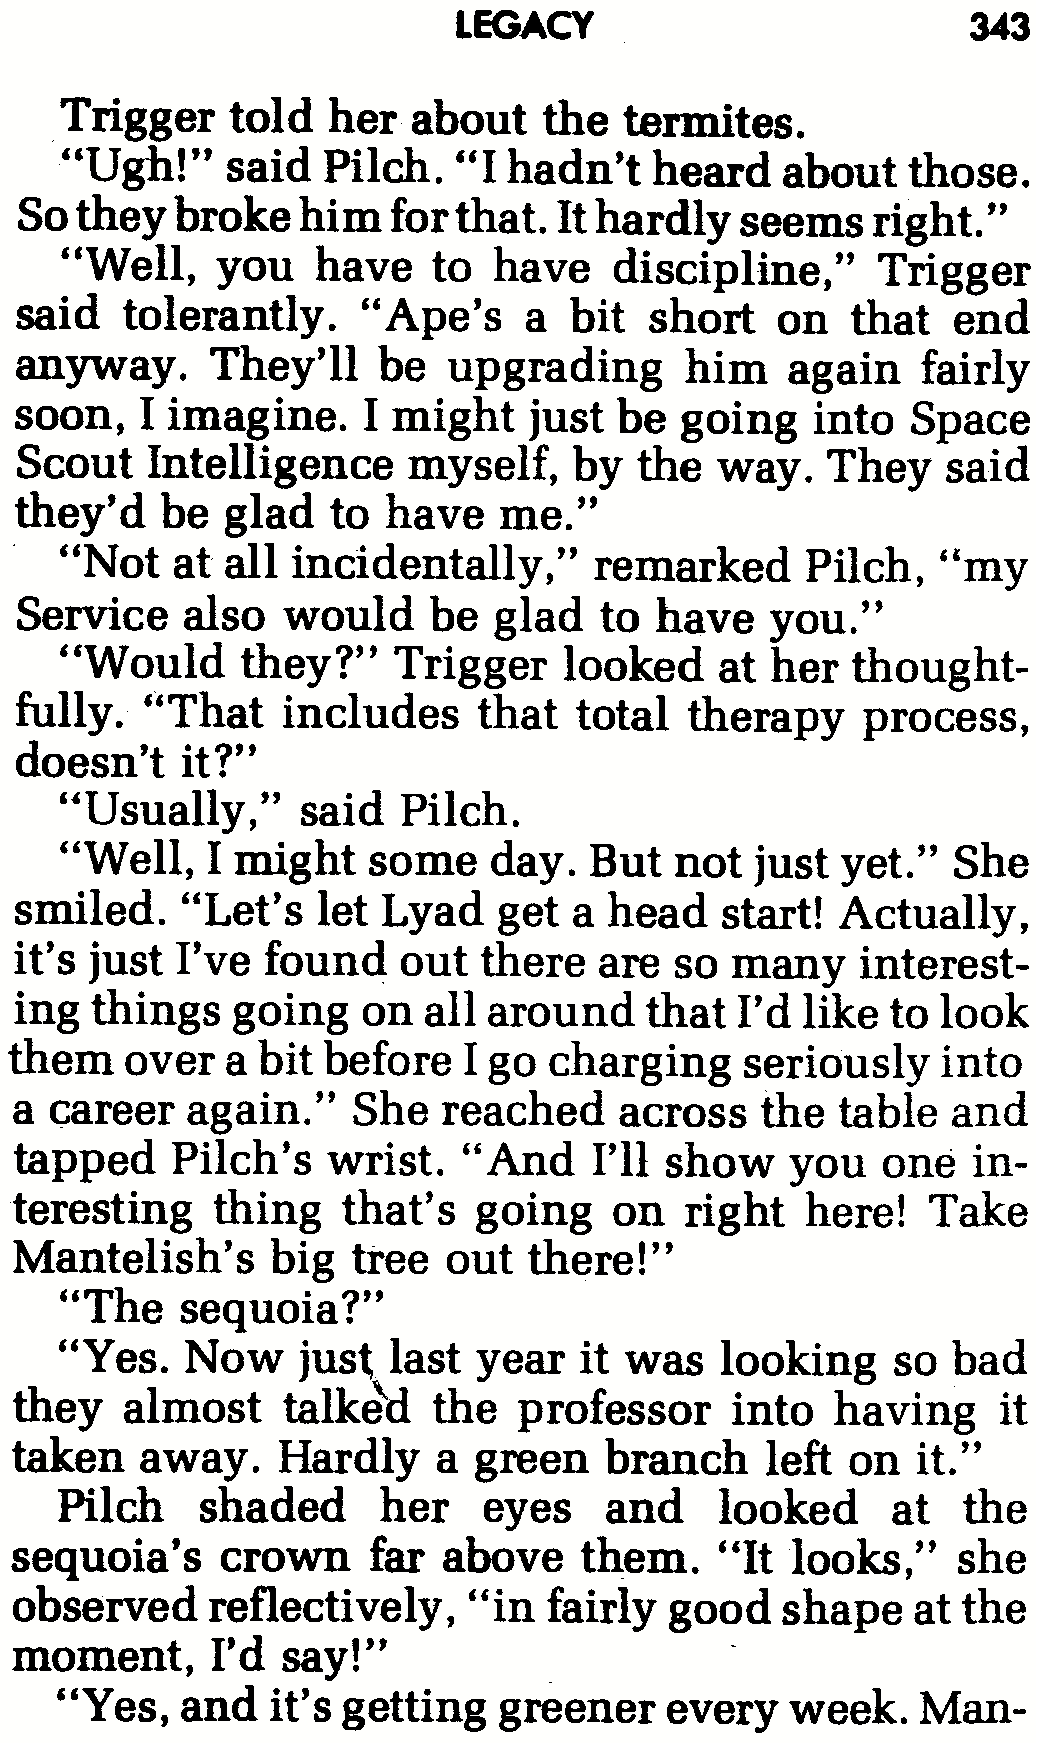 LEGACY 343
Trigger told her about the termites.
“Ugh!” said Pilch. “I hadn’t heard about those.
So they broke him for that. It hardly seems right.”
“Well, you have to have discipline,” Trigger
said tolerantly. “Ape’s a bit short on that end
anyway. They’ll be upgrading him again fairly
soon, I imagine. I might just be going into Space
Scout Intelligence myself, by the way. They said
they’d be glad to have me.”
“Not at all incidentally,” remarked Pilch, “my
Service also would be glad to have you.”
“Would they?” Trigger looked at her thought-
fully. “That includes that total therapy process,
doesn’t it?”
“Usually,” said Pilch.
“Well, I might some day. But not just yet.” She
smiled. “Let’s let Lyad get a head start! Actually,
it’s just I’ve found out there are so many interest-
ing things going on all around that I’d like to look
them over a bit before I go charging seriously into
a career again.” She reached across the table and
tapped Pilch’s wrist. “And I’ll show you one in-
teresting thing that’s going on right here! Take
Mantelish’s big tree out there!”
“The sequoia?”
“Yes. Now just last year it was looking so bad
they almost talked the professor into having it
taken away. Hardly a green branch left on it.”
Pilch shaded her eyes and looked at the
sequoia’s crown far above them. “It looks,” she
observed reflectively, “in fairly good shape at the
moment, I’d say!”
“Yes, and it’s getting greener every week. Man-